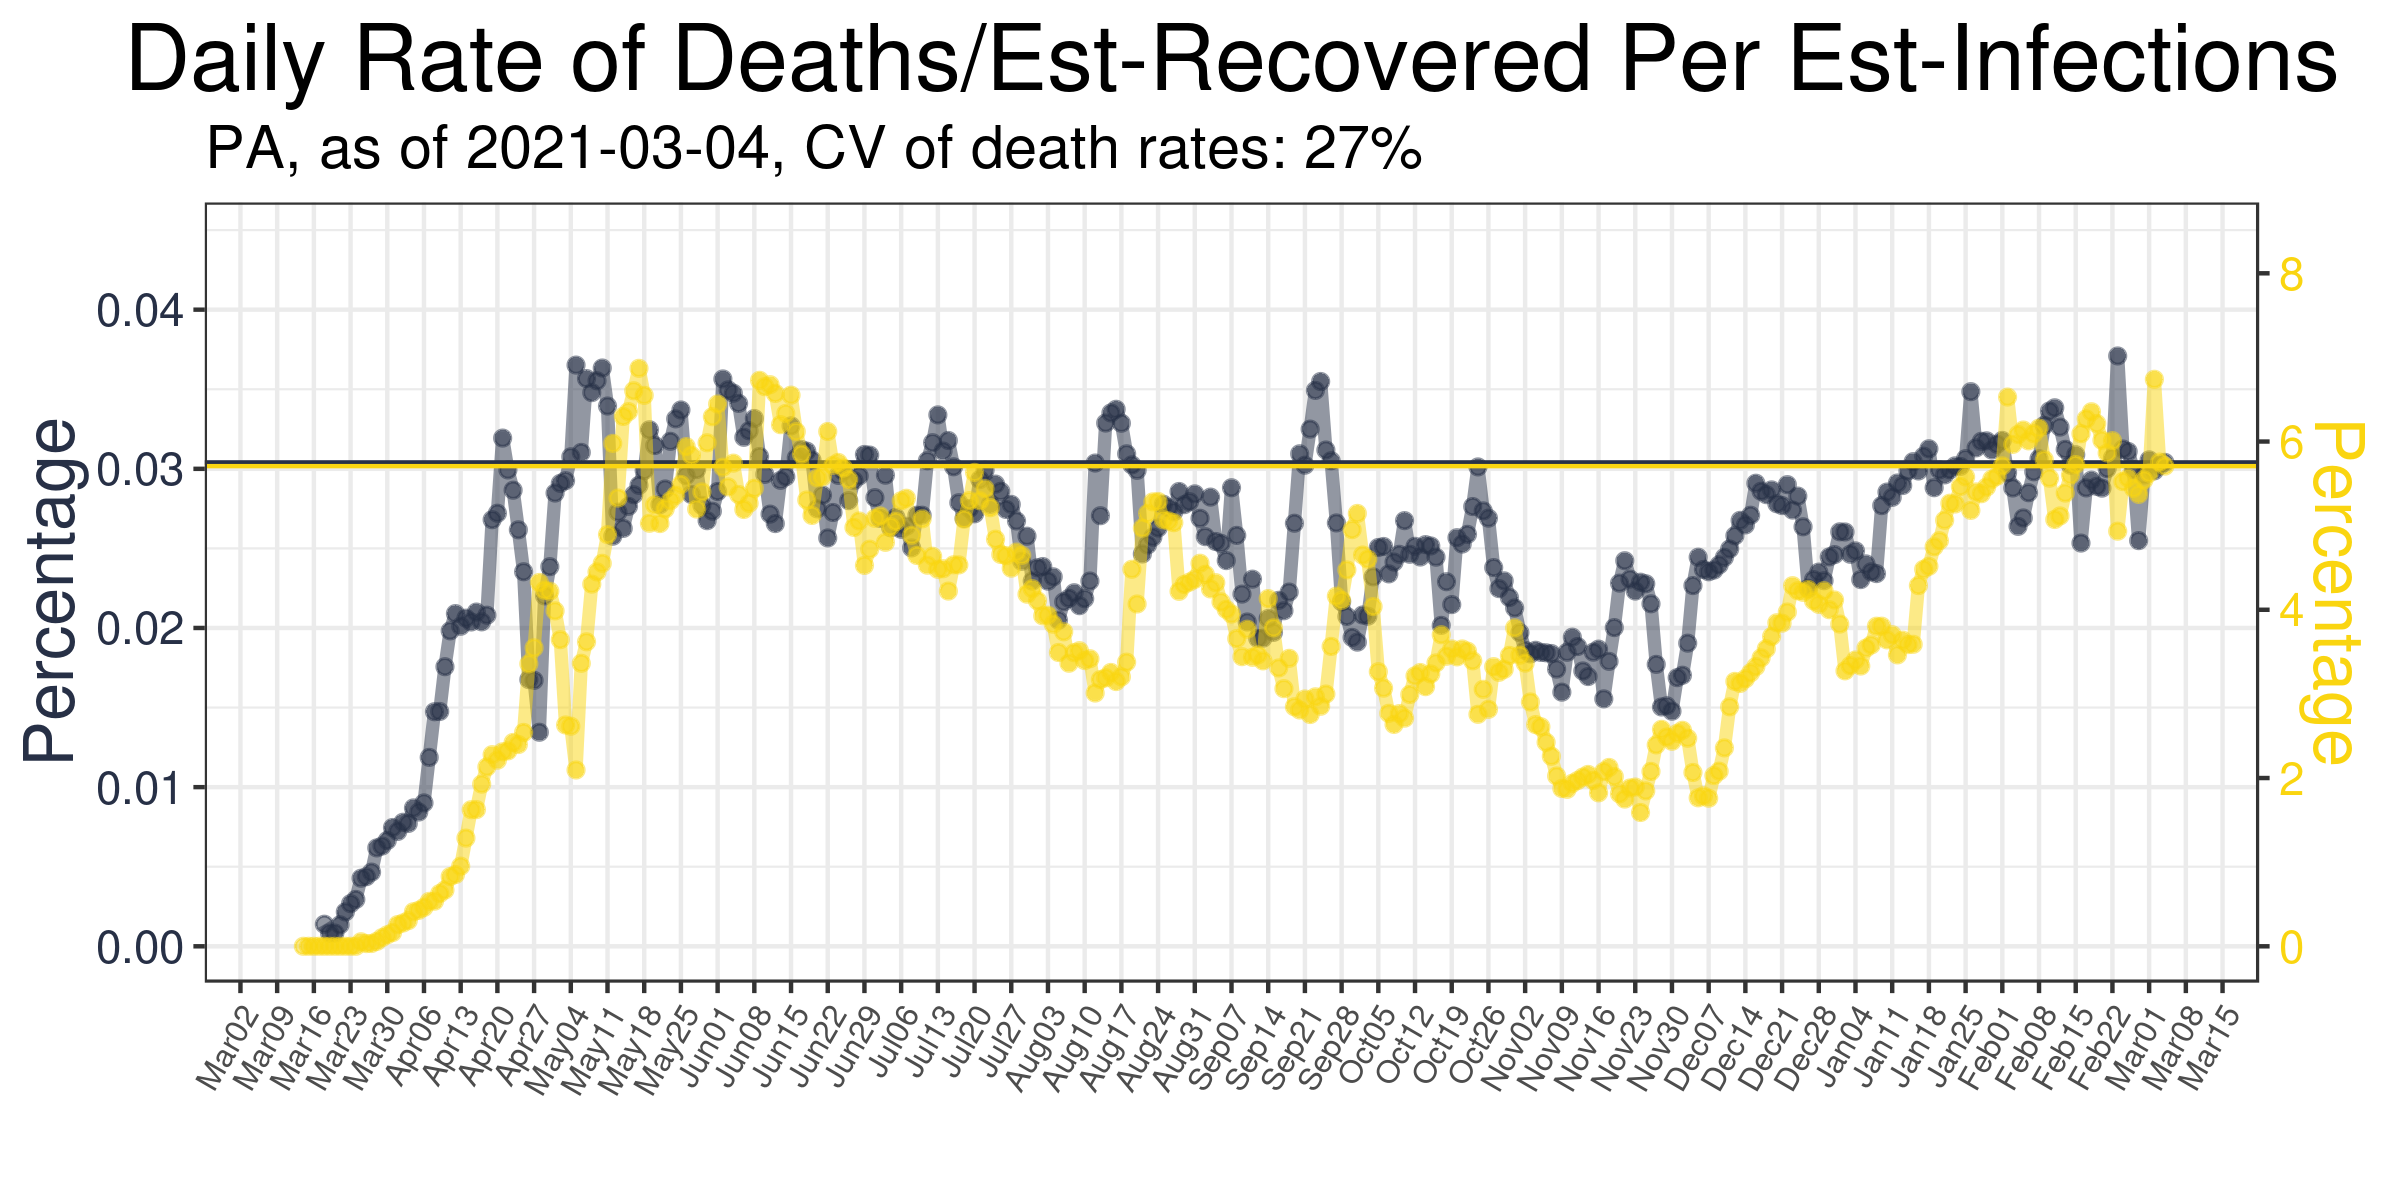 Daily Rate of Deaths/Est-Recovered Per Est-Infections
PA, as of 2021-03-04, CV of death rates: 27%
Percentage
0.04
0.03
0.02
0.01
0.00
8
6
4
2
0
Percentage
Mar02 Mar09 Mar16 Mar23 Mar30 Apr06 Apr13 Apr20 Apr27 May04 May11 May18 May25 Jun01 Jun08 Jun15 Jun22 Jun29 Jul06 Jul13 Jul20 Jul27 Aug03 Aug10 Aug17 Aug24 Aug31 Sep07 Sep14 Sep21 Sep28 Oct05 Oct12 Oct19 Oct26 Nov02 Nov09 Nov16 Nov23 Nov30 Dec07 Dec14 Dec21 Dec28 Jan04 Jan11 Jan18 Jan25 Feb01 Feb08 Feb15 Feb22 Mar01 Mar08 Mar15